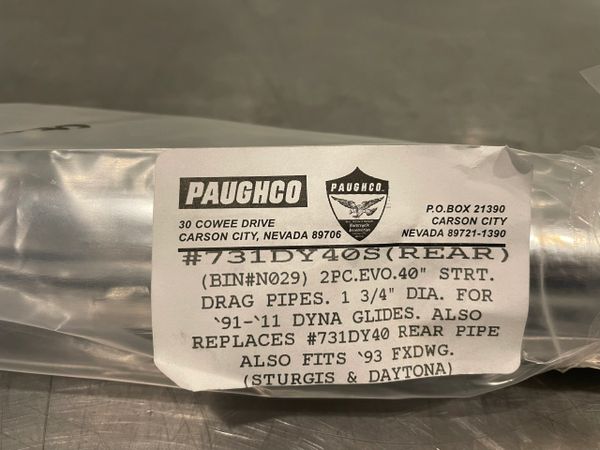 PAUGHCO
PAUGHCO
30 COWEE DRIVE
CARSON CITY, NEVADA 89706
P.O.BOX 21390
CARSON CITY
NEVADA 89721-1390
#731DY40S(REAR)
(BIN#N029) 2PC.EVO.40" STRT.
DRAG PIPES. 1 3/4" DIA. FOR
`91-`11 DYNA GLIDES. ALSO
REPLACES #731DY40 REAR PIPE
ALSO FITS `93 FXDWG.
(STURGIS & DAYTONA)